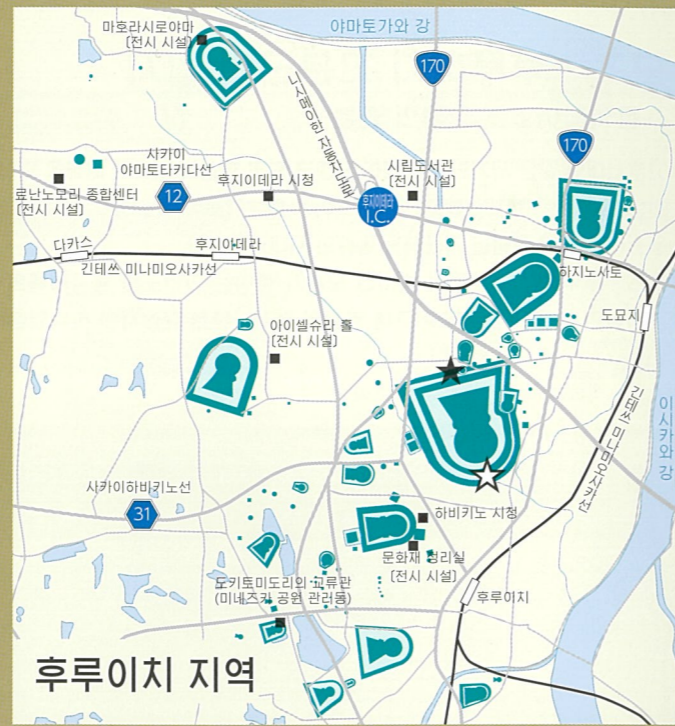 마호라시로야마
[전시 시설]
야마토가와 강
170
니시메이한 자동차도로
170
사카이
야마토타카다선
시립도서관
[전시 시설]
료난노모리 종합센터
[전시 시설]
12
후지이데라 시청
후지이데라
I.C.
다카스
후지이데라
긴테쓰 미나미오사카선
하지노사토
도묘지
아이셀슈라 홀
[전시 시설]
긴테쓰 미나미오사카선
이시카와 강
사카이하비키노선
31
하비키노 시청
문화재 정리실
[전시 시설]
도키토미도리의 교류관
(미네즈카 공원 관리동)
후루이치
후루이치 지역